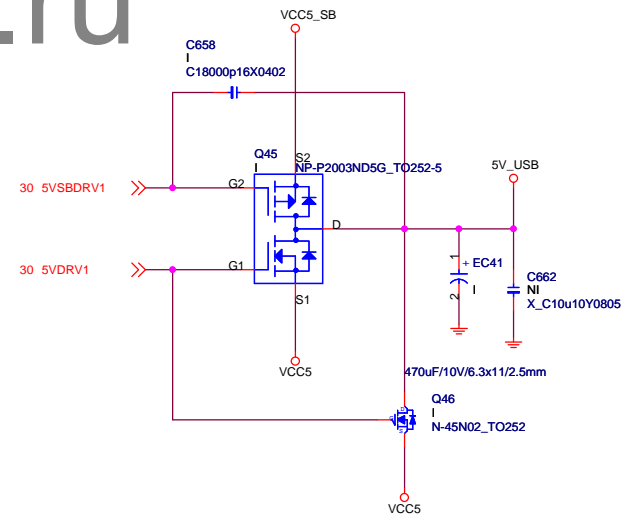 .ru
VCC5_SB
C658
I
C18000p16X0402
Q45
I
S2
NP-P2003ND5G_TO252-5
5V_USB
30 5VSBDRV1
G2
D
30 5VDRV1
G1
1
+ EC41
2
I
C662
NI
X_C10u10Y0805
S1
VCC5
470uF/10V/6.3x11/2.5mm
Q46
I
N-45N02_TO252
D
G
S
VCC5